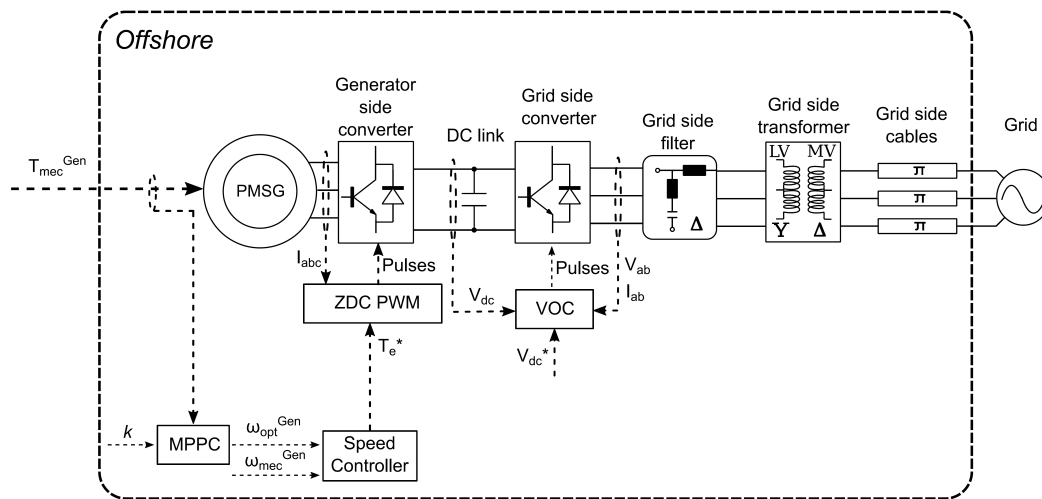 Offshore
Generator
side
converter
DC link
Grid side
converter
Grid side
filter
Grid side
transformer
Grid side
cables
Grid
T_mec^Gen
PMSG
LV MV
Y Δ
Δ
π
π
π
I_abc
Pulses
ZDC PWM
T_e*
V_dc
Pulses
VOC
V_ab
I_ab
V_dc*
k
MPPC
ω_opt^Gen
ω_mec^Gen
Speed
Controller